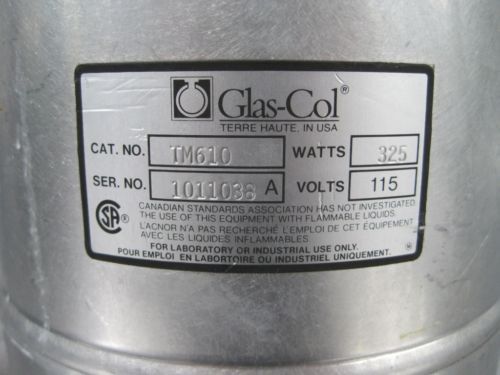 Glas-Col®
TERRE HAUTE, IN USA
CAT. NO. TM610 WATTS 325
SER. NO. 1011038 A VOLTS 115
CANADIAN STANDARDS ASSOCIATION HAS NOT INVESTIGATED
THE USE OF THIS EQUIPMENT WITH FLAMMABLE LIQUIDS.
LACNOR N'A PAS RECHERCHÉ L'EMPLOI DE CET ÉQUIPEMENT
AVEC LES LIQUIDES INFLAMMABLES.
FOR LABORATORY OR INDUSTRIAL USE ONLY.
POUR EMPLOI EN LABORTOIRE OU INDUSTRIEL UNIQUEMENT.